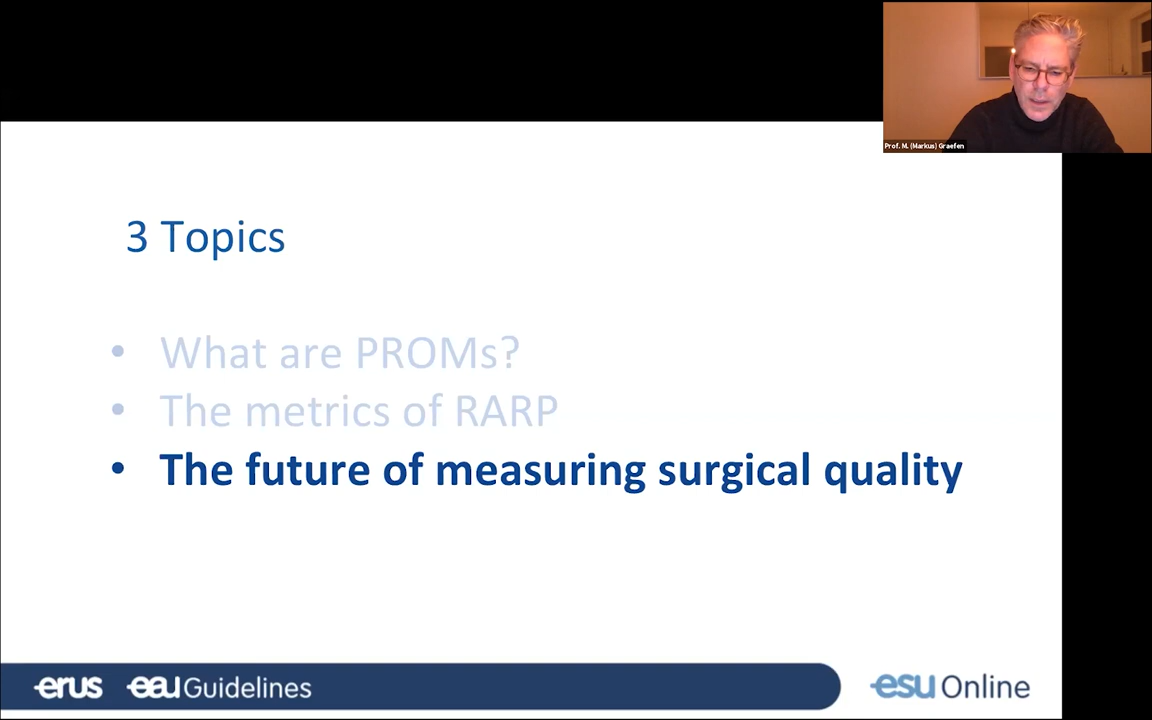 Prof. M. (Markus) Graefen
3 Topics
• What are PROMs?
• The metrics of RARP
• The future of measuring surgical quality
erus eau Guidelines esu Online